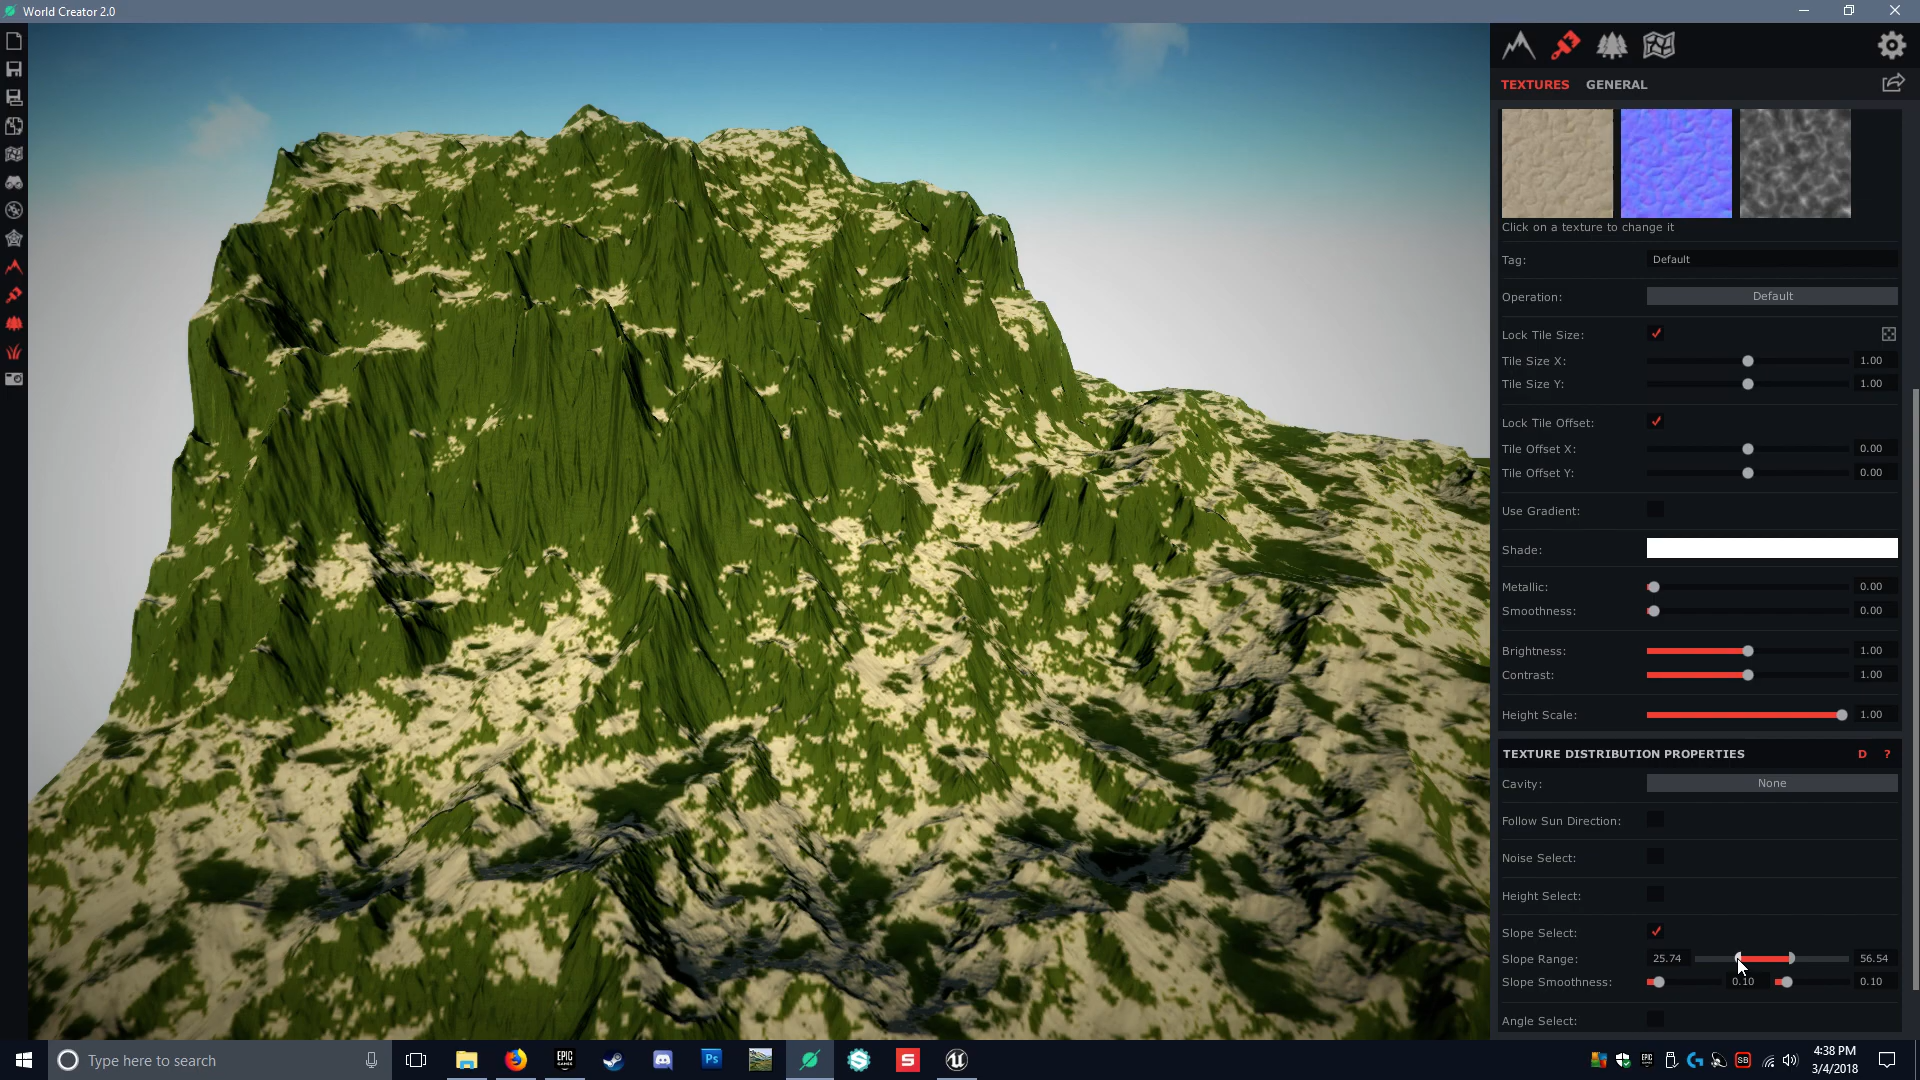 World Creator 2.0
TEXTURES GENERAL
Click on a texture to change it
Tag: Default
Operation: Default
Lock Tile Size:
Tile Size X: 1.00
Tile Size Y: 1.00
Lock Tile Offset:
Tile Offset X: 0.00
Tile Offset Y: 0.00
Use Gradient:
Shade:
Metallic: 0.00
Smoothness: 0.00
Brightness: 1.00
Contrast: 1.00
Height Scale: 1.00
TEXTURE DISTRIBUTION PROPERTIES D ?
Cavity: None
Follow Sun Direction:
Noise Select:
Height Select:
Slope Select:
Slope Range: 25.74 56.54
Slope Smoothness: 0.10 0.10
Angle Select:
Type here to search
EPIC GAMES
Ps
S
S
EPIC
SB
4:38 PM
3/4/2018